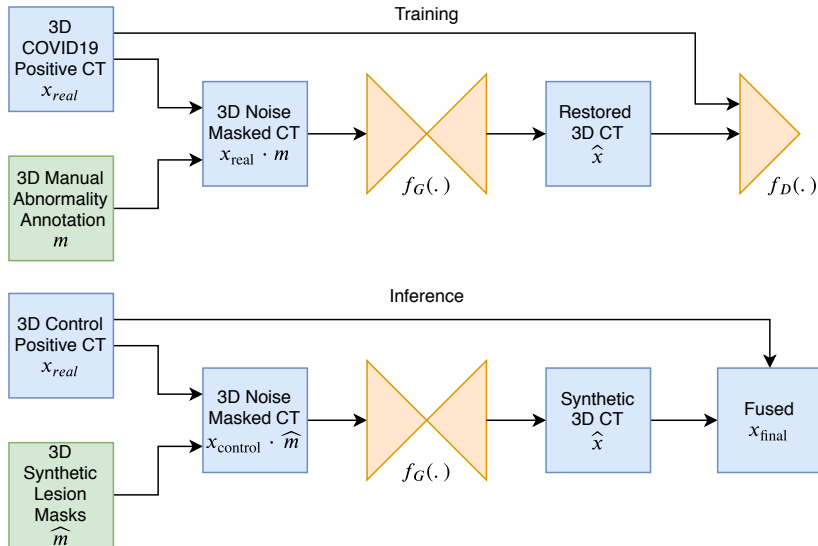 Training
3D
COVID19
Positive CT
x_real
3D Manual
Abnormality
Annotation
m
3D Noise
Masked CT
x_real · m
f_G(.)
Restored
3D CT
x̂
f_D(.)
Inference
3D Control
Positive CT
x_real
3D
Synthetic
Lesion
Masks
m̂
3D Noise
Masked CT
x_control · m̂
f_G(.)
Synthetic
3D CT
x̂
Fused
x_final